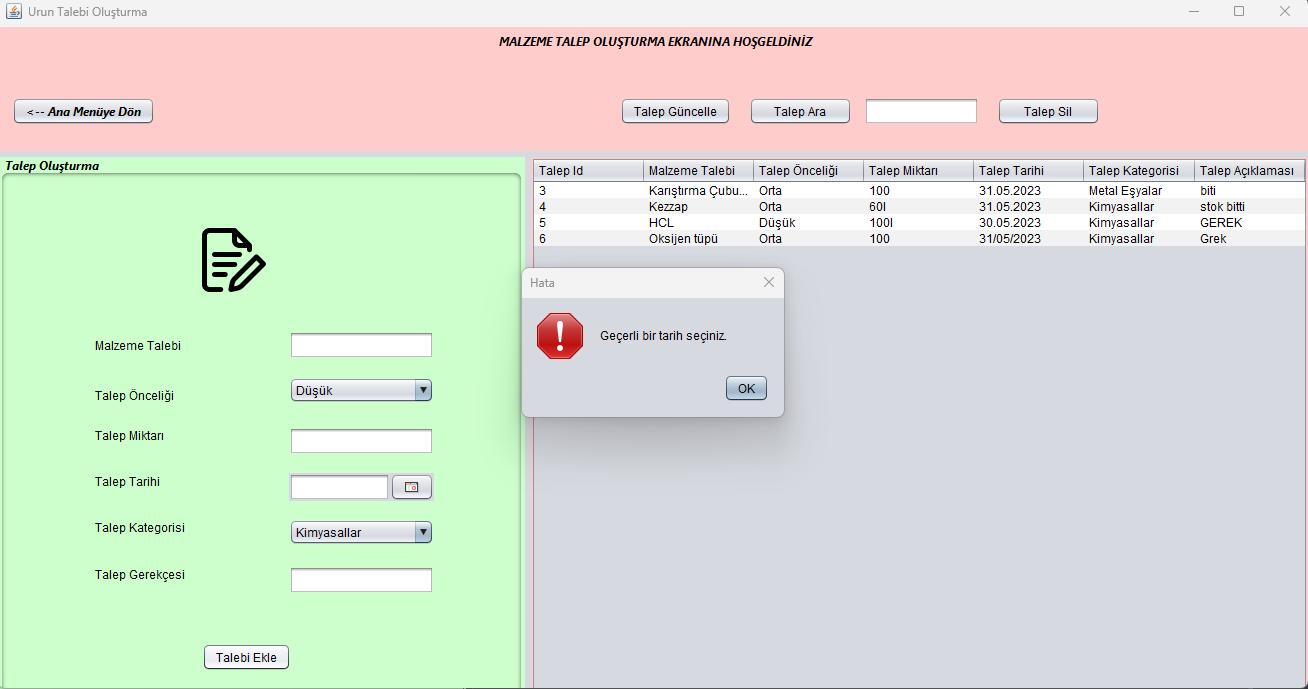 Urun Talebi Oluşturma
MALZEME TALEP OLUŞTURMA EKRANINA HOŞGELDİNİZ
<-- Ana Menüye Dön
Talep Güncelle
Talep Ara
Talep Sil
Talep Oluşturma
Malzeme Talebi
Talep Önceliği
Düşük
Talep Miktarı
Talep Tarihi
Talep Kategorisi
Kimyasallar
Talep Gerekçesi
Talebi Ekle
Talep Id Malzeme Talebi Talep Önceliği Talep Miktarı Talep Tarihi Talep Kategorisi Talep Açıklaması
3 Karıştırma Çubu... Orta 100 31.05.2023 Metal Eşyalar biti
4 Kezzap Orta 60l 31.05.2023 Kimyasallar stok bitti
5 HCL Düşük 100l 30.05.2023 Kimyasallar GEREK
6 Oksijen tüpü Orta 100 31/05/2023 Kimyasallar Grek
Hata
Geçerli bir tarih seçiniz.
OK